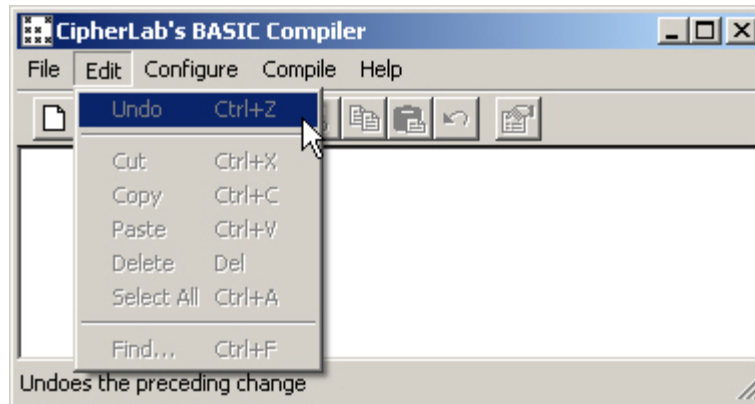 CipherLab's BASIC Compiler
File Edit Configure Compile Help
Undo Ctrl+Z
Cut Ctrl+X
Copy Ctrl+C
Paste Ctrl+V
Delete Del
Select All Ctrl+A
Find... Ctrl+F
Undoes the preceding change